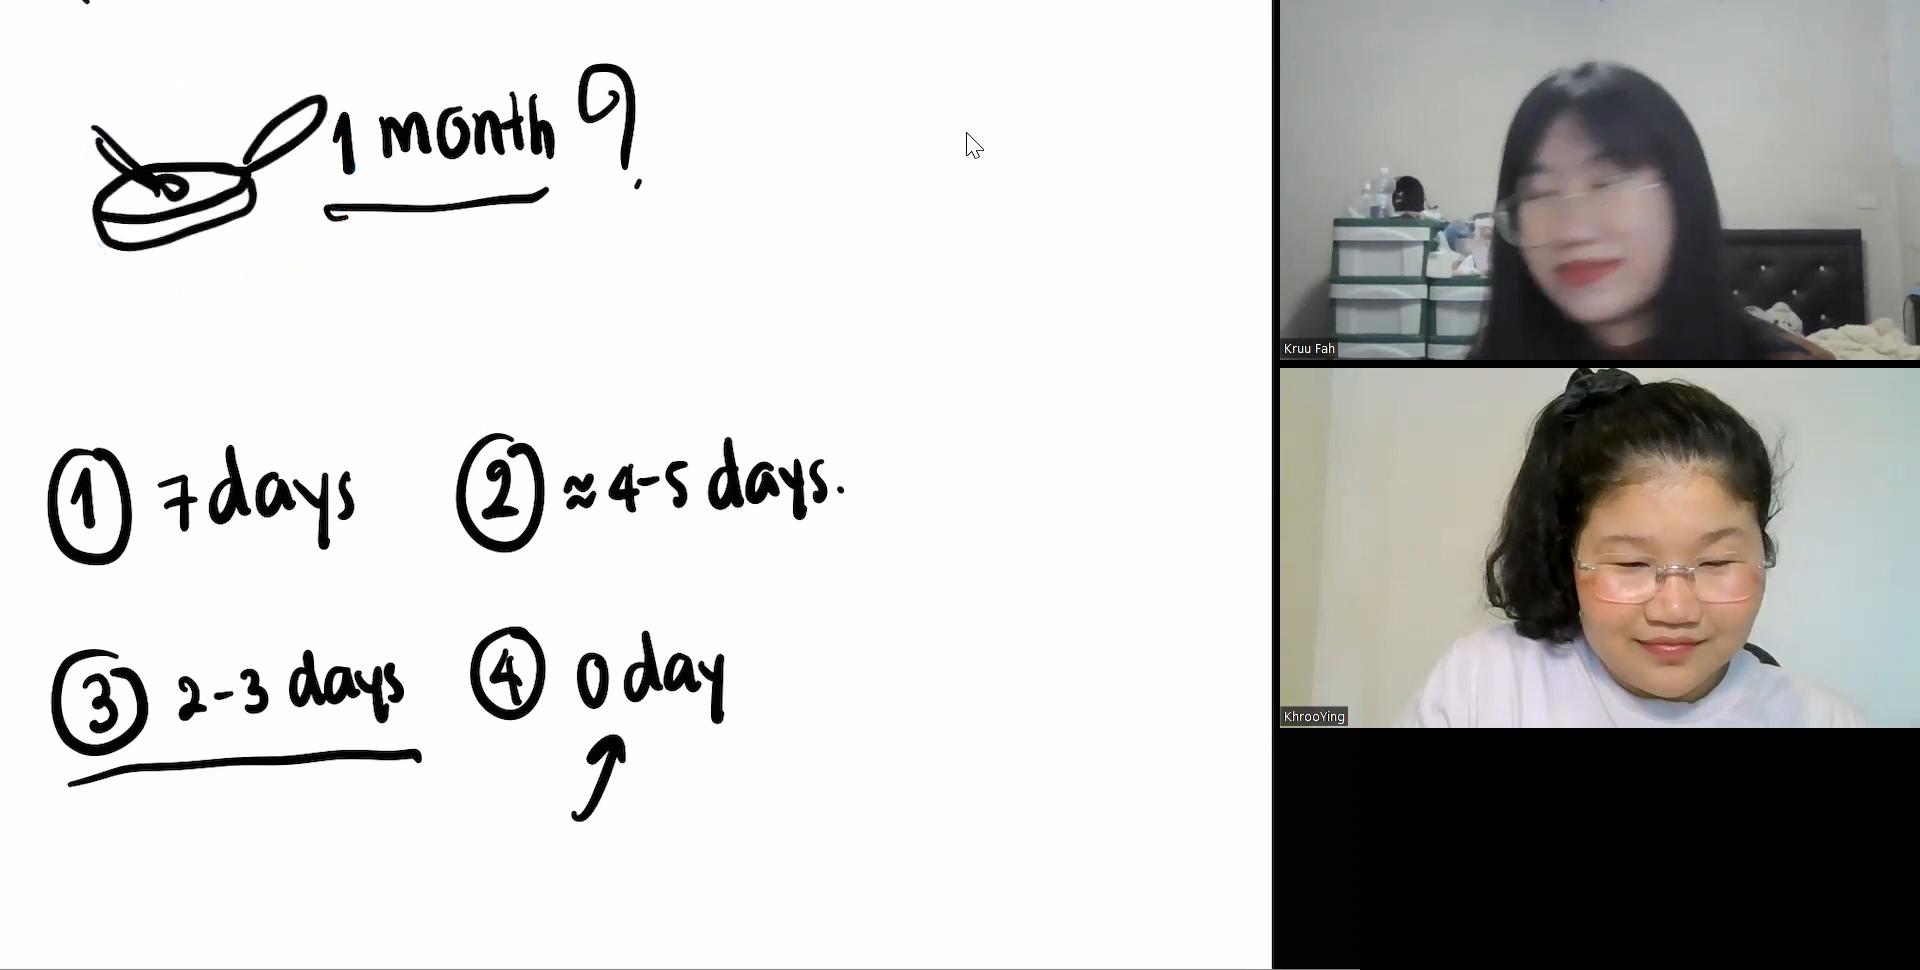 1 month ?
① 7 days ② ≈ 4-5 days.
③ 2-3 days ④ 0 day
Kruu Fah
KhrooYing